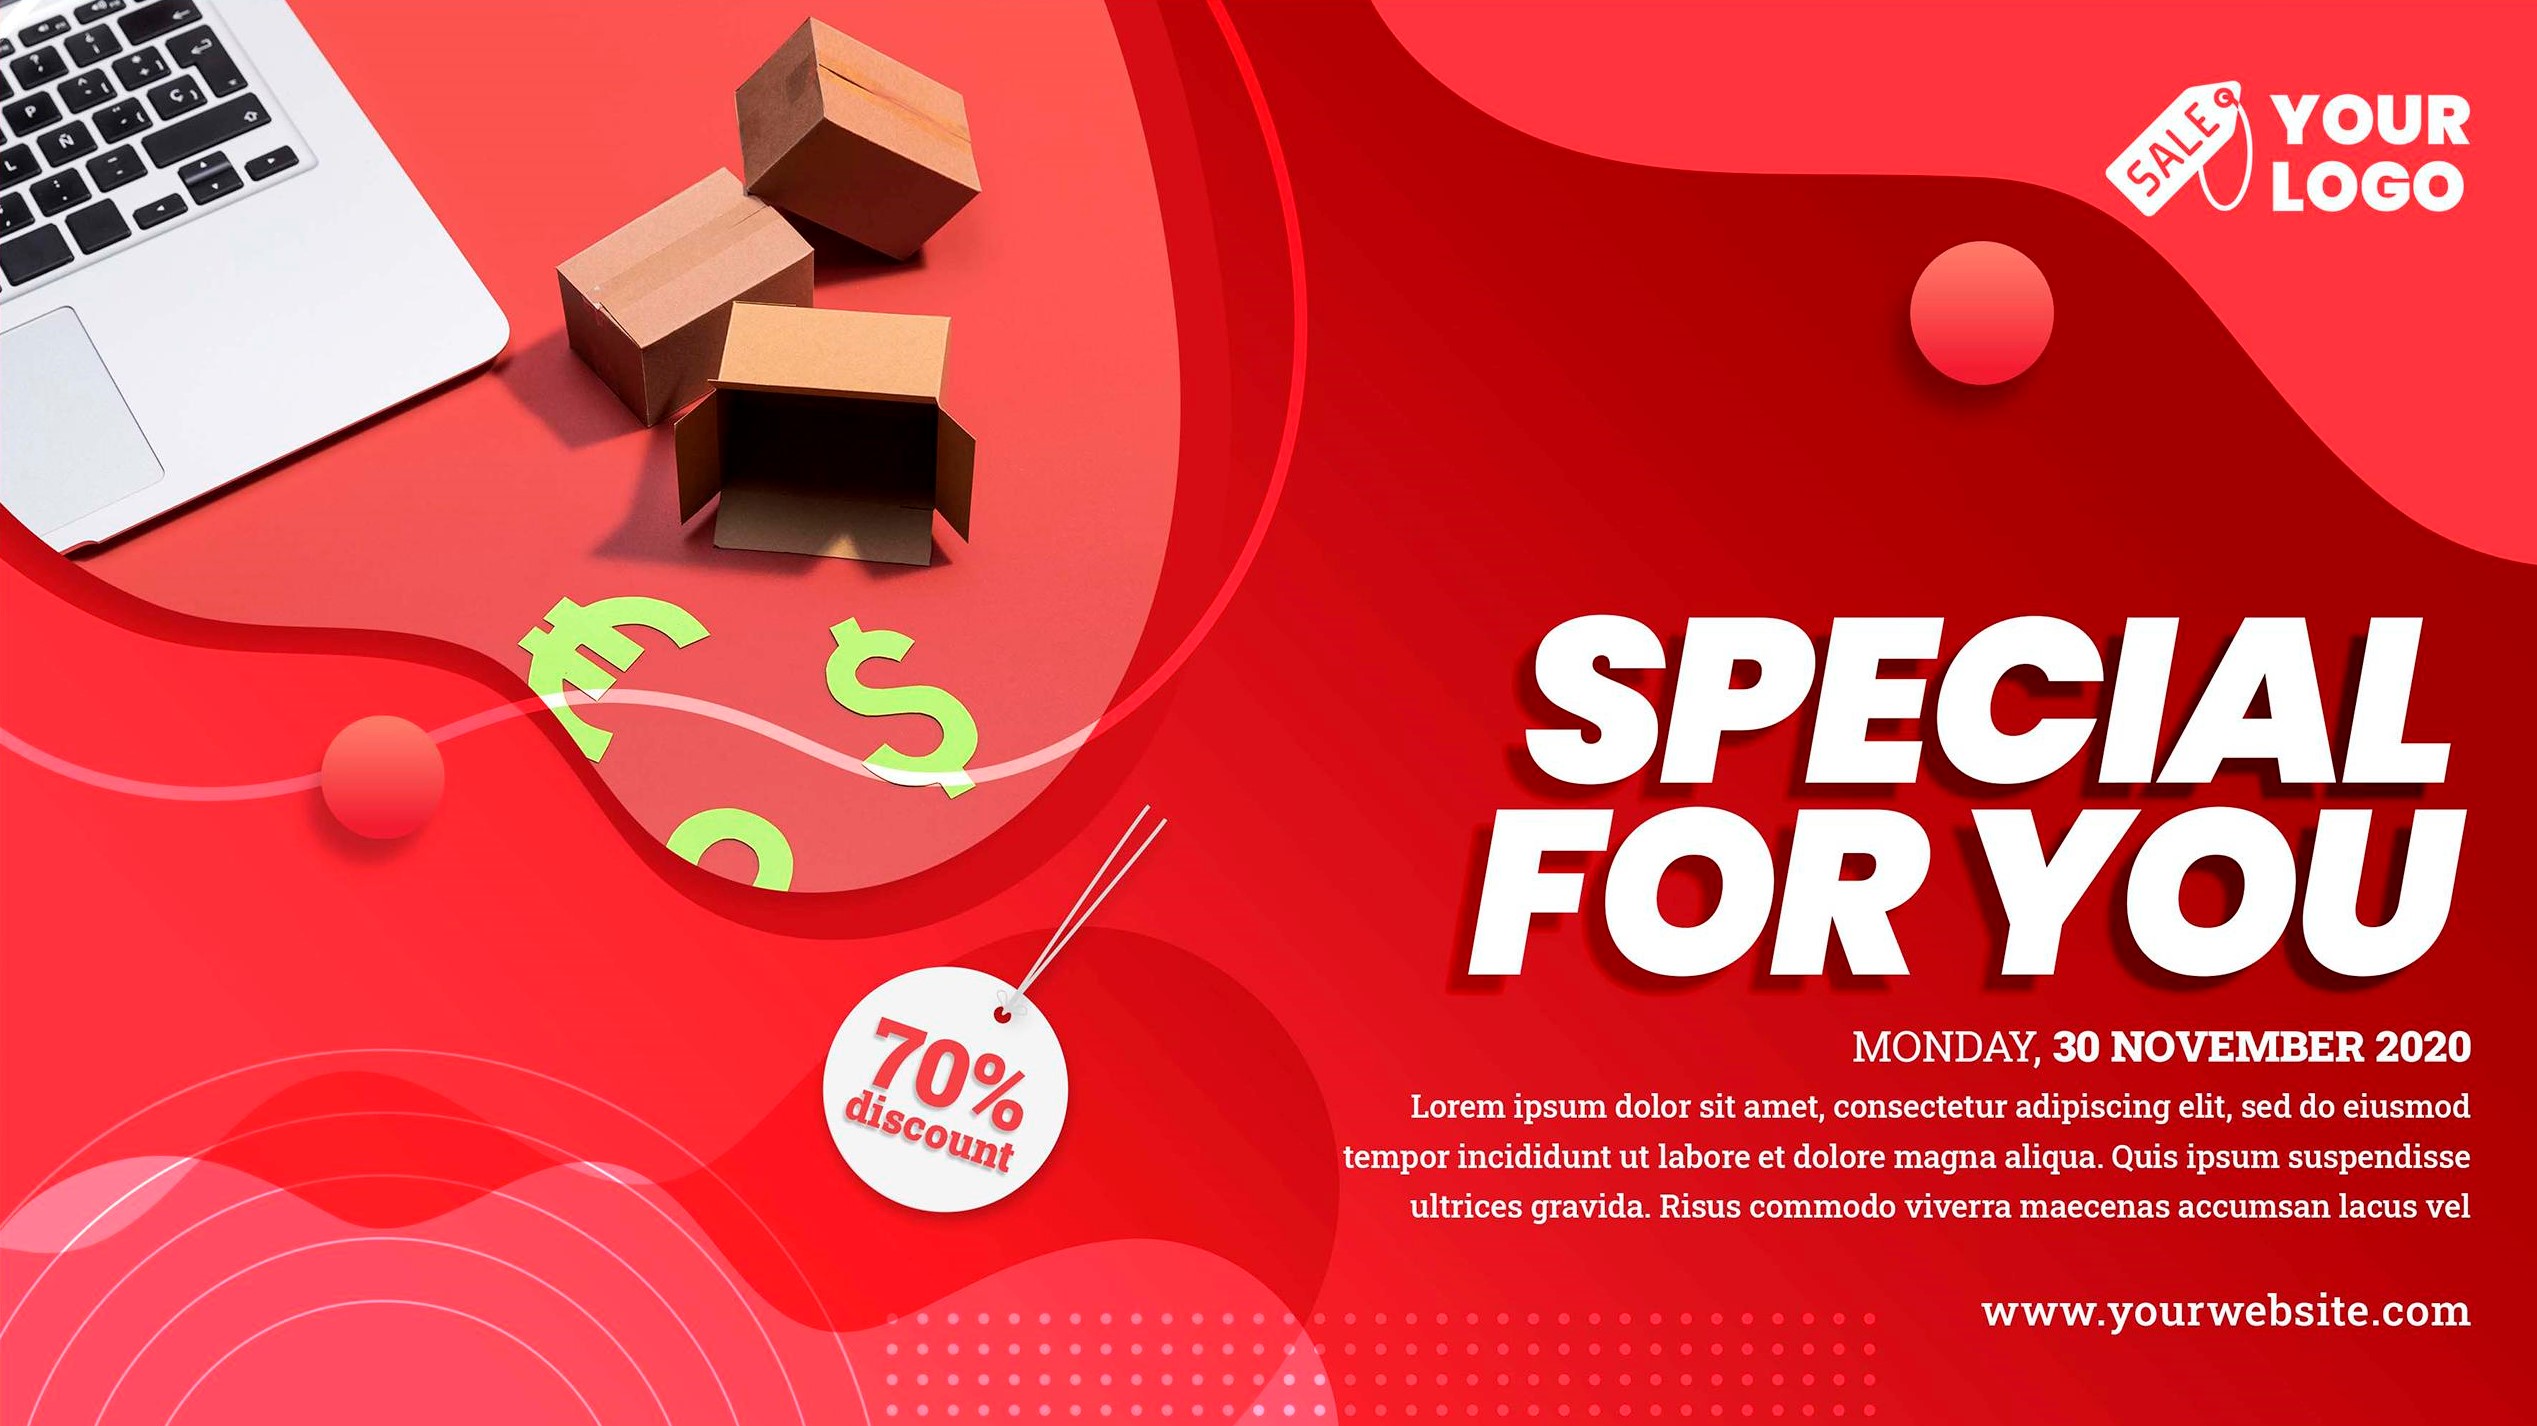 SALE
YOUR
LOGO
SPECIAL
FOR YOU
MONDAY, 30 NOVEMBER 2020
Lorem ipsum dolor sit amet, consectetur adipiscing elit, sed do eiusmod
tempor incididunt ut labore et dolore magna aliqua. Quis ipsum suspendisse
ultrices gravida. Risus commodo viverra maecenas accumsan lacus vel
www.yourwebsite.com
70%
discount
€ $
P
L Ñ
Ç